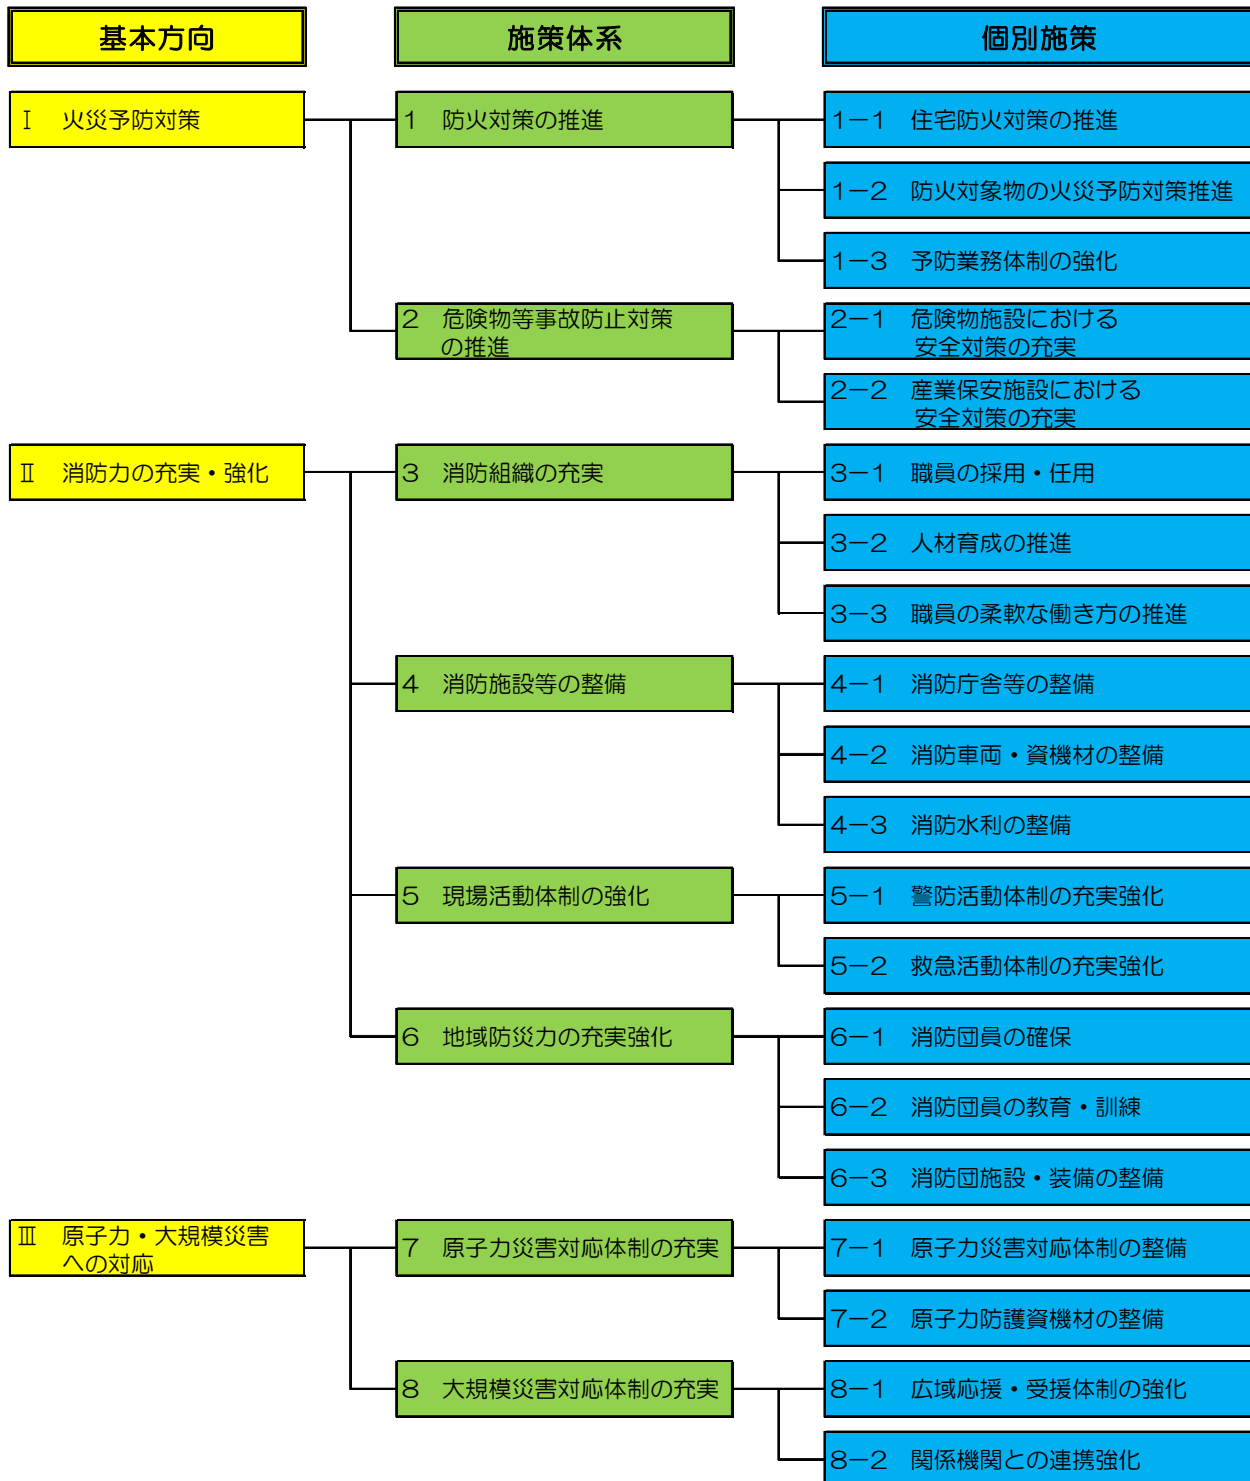 基本方向
施策体系
個別施策
Ⅰ　火災予防対策
1　防火対策の推進
1－1　住宅防火対策の推進
1－2　防火対象物の火災予防対策推進
1－3　予防業務体制の強化
2　危険物等事故防止対策
の推進
2－1　危険物施設における
安全対策の充実
2－2　産業保安施設における
安全対策の充実
Ⅱ　消防力の充実・強化
3　消防組織の充実
3－1　職員の採用・任用
3－2　人材育成の推進
3－3　職員の柔軟な働き方の推進
4　消防施設等の整備
4－1　消防庁舎等の整備
4－2　消防車両・資機材の整備
4－3　消防水利の整備
5　現場活動体制の強化
5－1　警防活動体制の充実強化
5－2　救急活動体制の充実強化
6　地域防災力の充実強化
6－1　消防団員の確保
6－2　消防団員の教育・訓練
6－3　消防団施設・装備の整備
Ⅲ　原子力・大規模災害
への対応
7　原子力災害対応体制の充実
7－1　原子力災害対応体制の整備
7－2　原子力防護資機材の整備
8　大規模災害対応体制の充実
8－1　広域応援・受援体制の強化
8－2　関係機関との連携強化